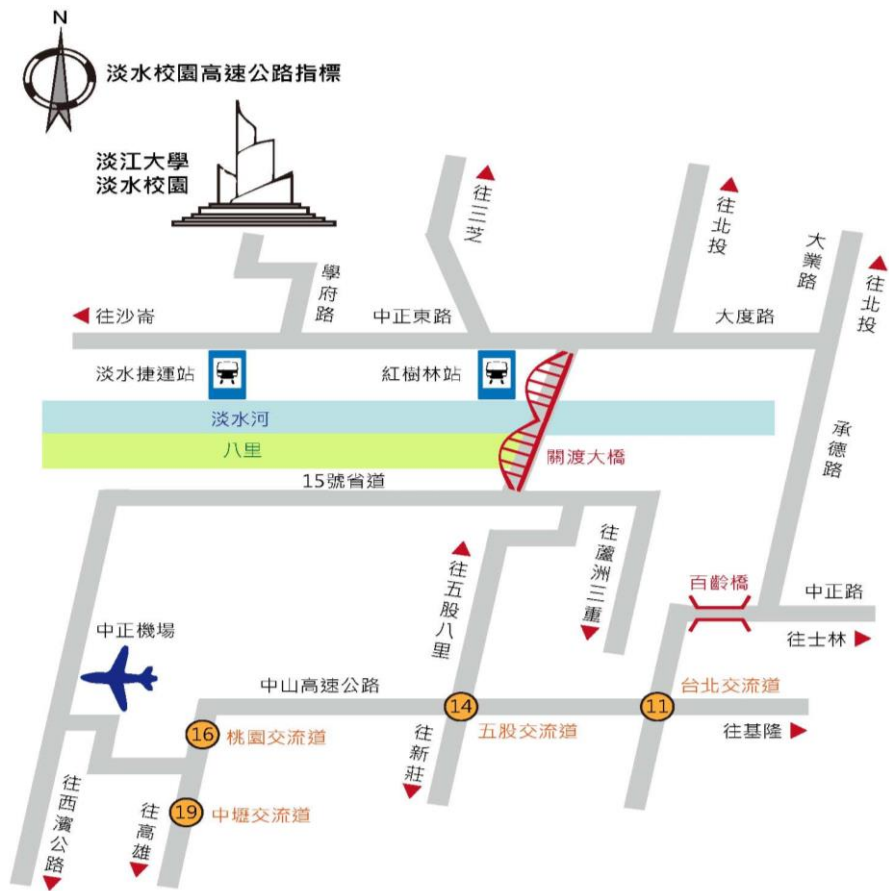 N
淡水校園高速公路指標
淡江大學
淡水校園
往三芝
往北投
大業路
往北投
學府路
往沙崙
中正東路
大度路
淡水捷運站
紅樹林站
淡水河
八里
關渡大橋
承德路
15號省道
往五股八里
往蘆洲三重
百齡橋
中正路
往士林
中正機場
中山高速公路
台北交流道
14
11
五股交流道
往基隆
16
桃園交流道
往新莊
19
中壢交流道
往西濱公路
往高雄